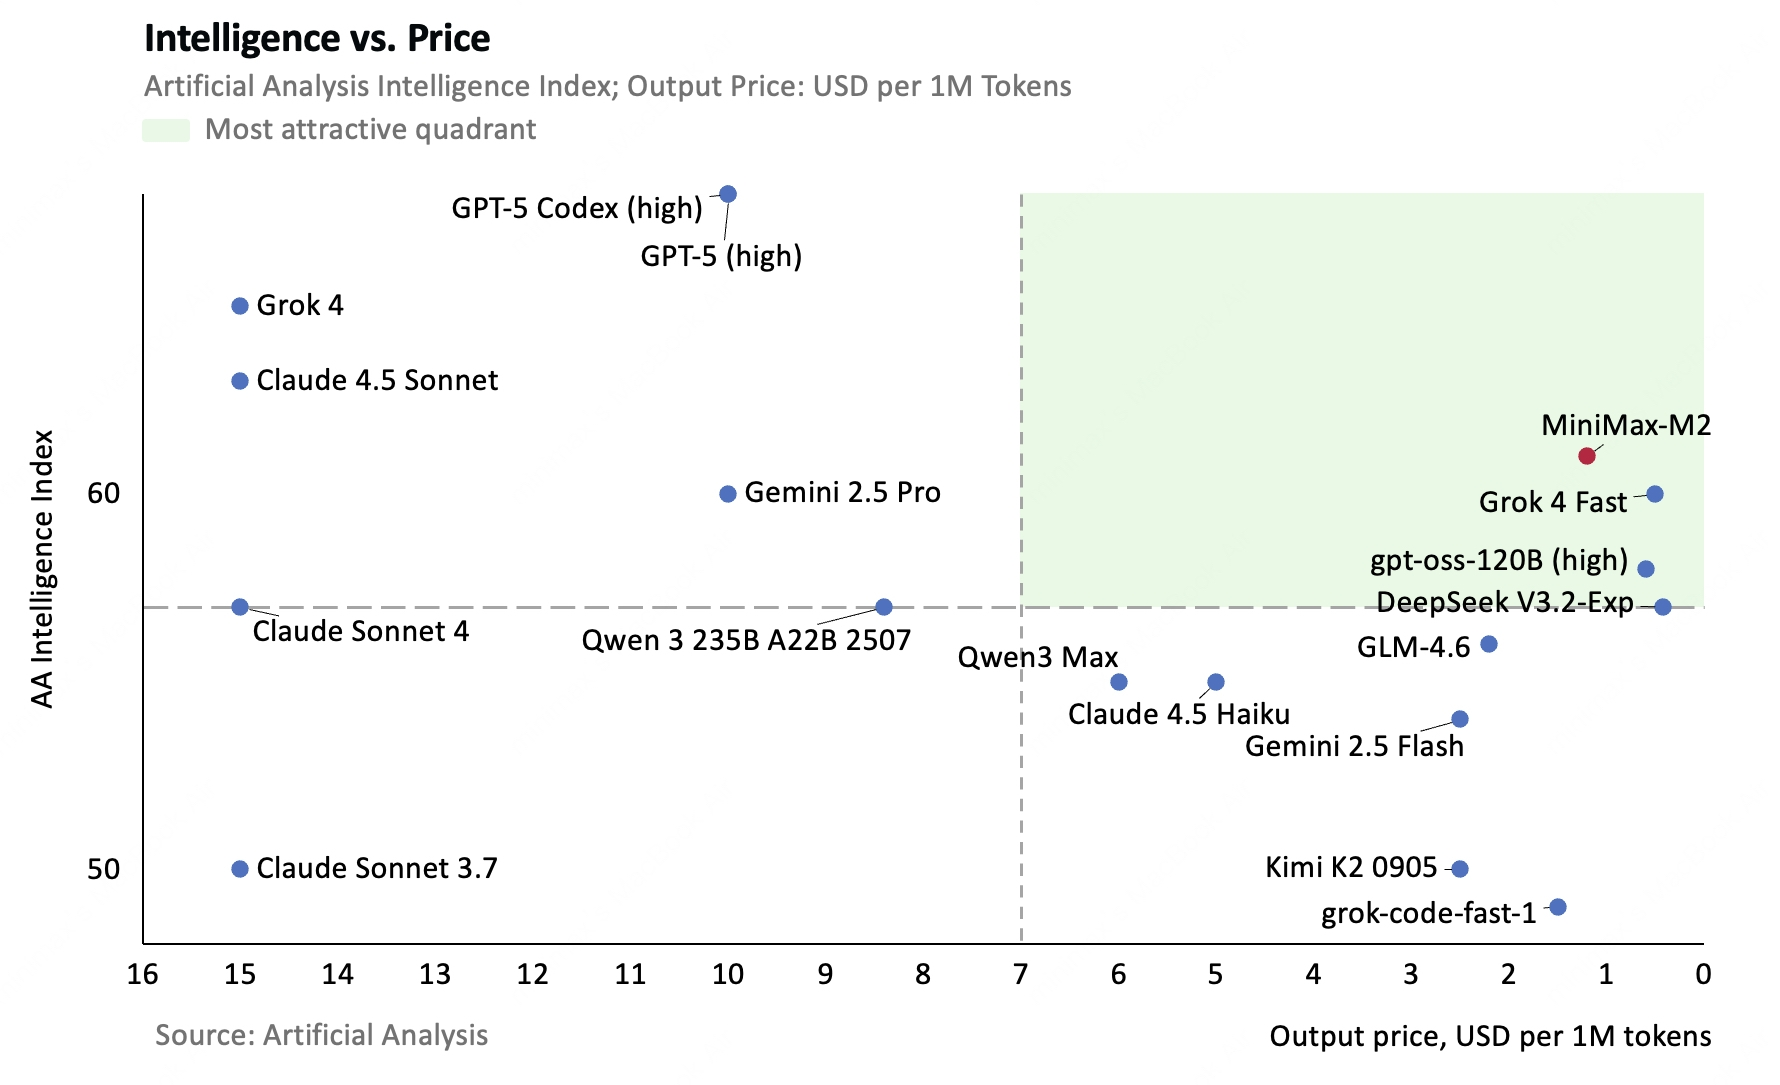 Intelligence vs. Price
Artificial Analysis Intelligence Index; Output Price: USD per 1M Tokens
Most attractive quadrant
GPT-5 Codex (high)
GPT-5 (high)
Grok 4
Claude 4.5 Sonnet
MiniMax-M2
AA Intelligence Index
60
Gemini 2.5 Pro
Grok 4 Fast
gpt-oss-120B (high)
DeepSeek V3.2-Exp
Claude Sonnet 4
Qwen 3 235B A22B 2507
GLM-4.6
Qwen3 Max
Claude 4.5 Haiku
Gemini 2.5 Flash
50
Claude Sonnet 3.7
Kimi K2 0905
grok-code-fast-1
16 15 14 13 12 11 10 9 8 7 6 5 4 3 2 1 0
Source: Artificial Analysis
Output price, USD per 1M tokens